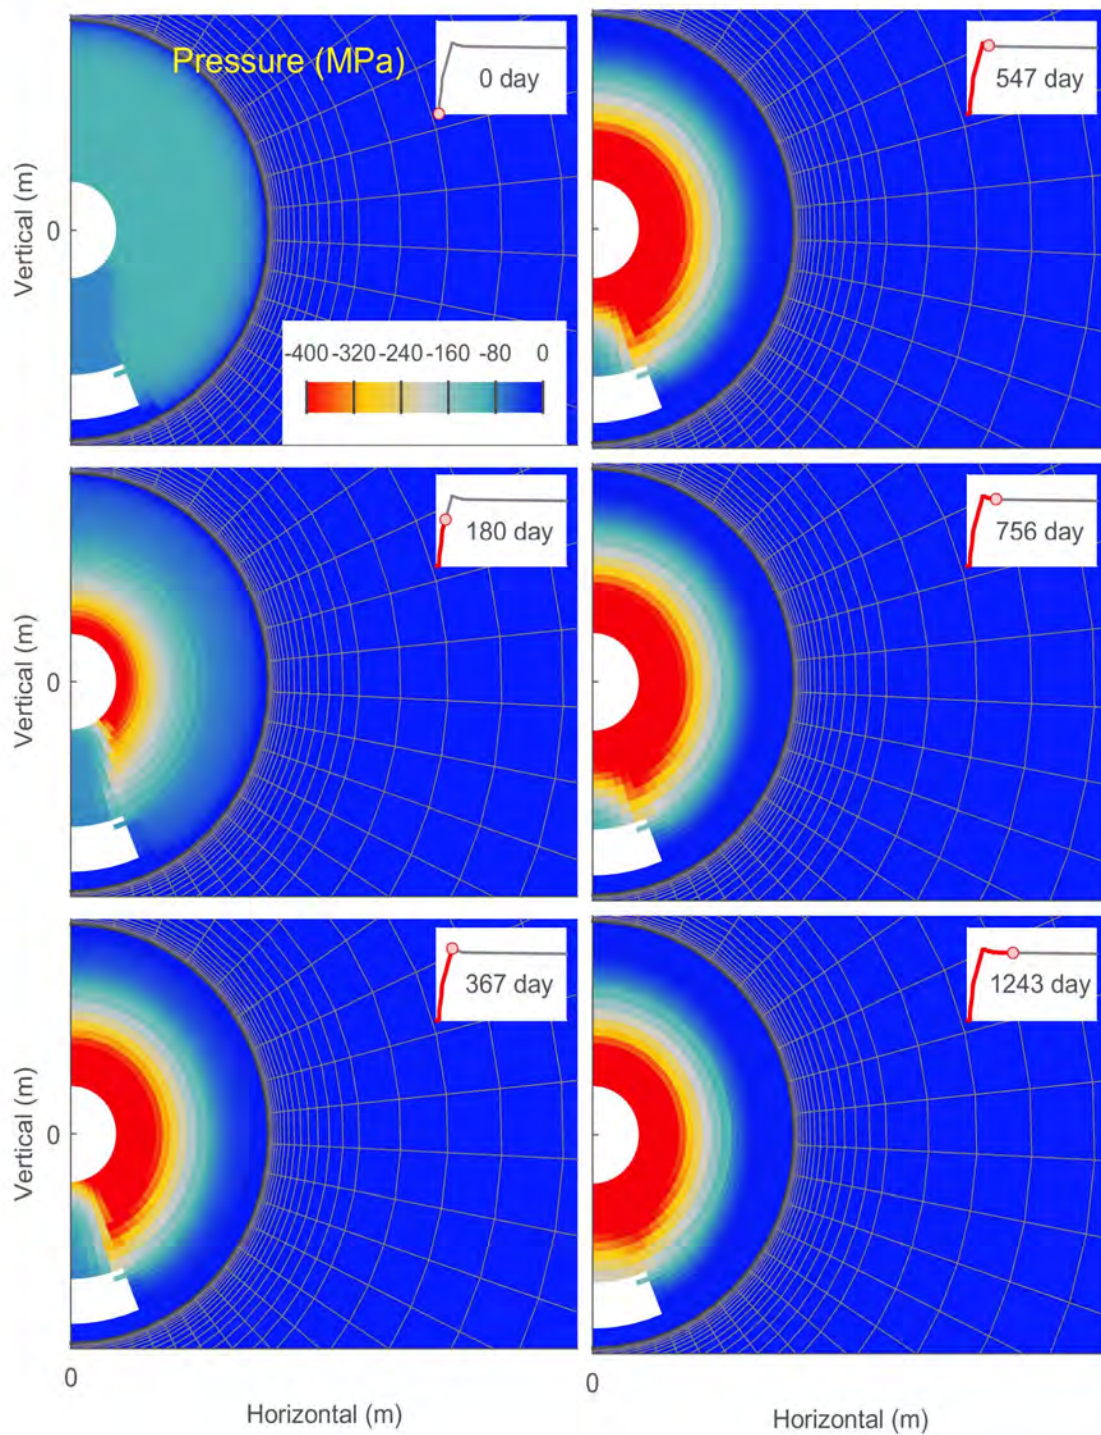 Pressure (MPa)
0 day
Vertical (m)
0
-400 -320 -240 -160 -80 0
547 day
180 day
Vertical (m)
0
756 day
367 day
Vertical (m)
0
1243 day
0
Horizontal (m)
0
Horizontal (m)